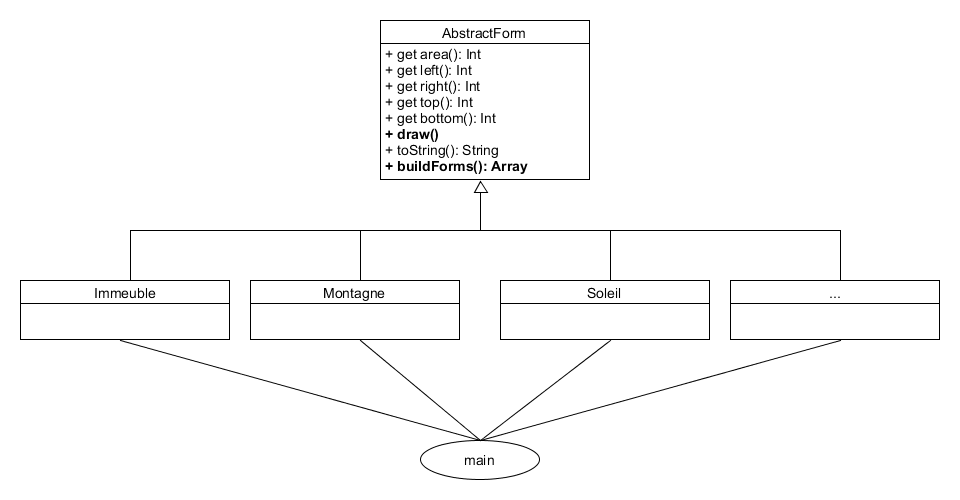 AbstractForm
+ get area(): Int
+ get left(): Int
+ get right(): Int
+ get top(): Int
+ get bottom(): Int
+ draw()
+ toString(): String
+ buildForms(): Array
Immeuble
Montagne
Soleil
...
main